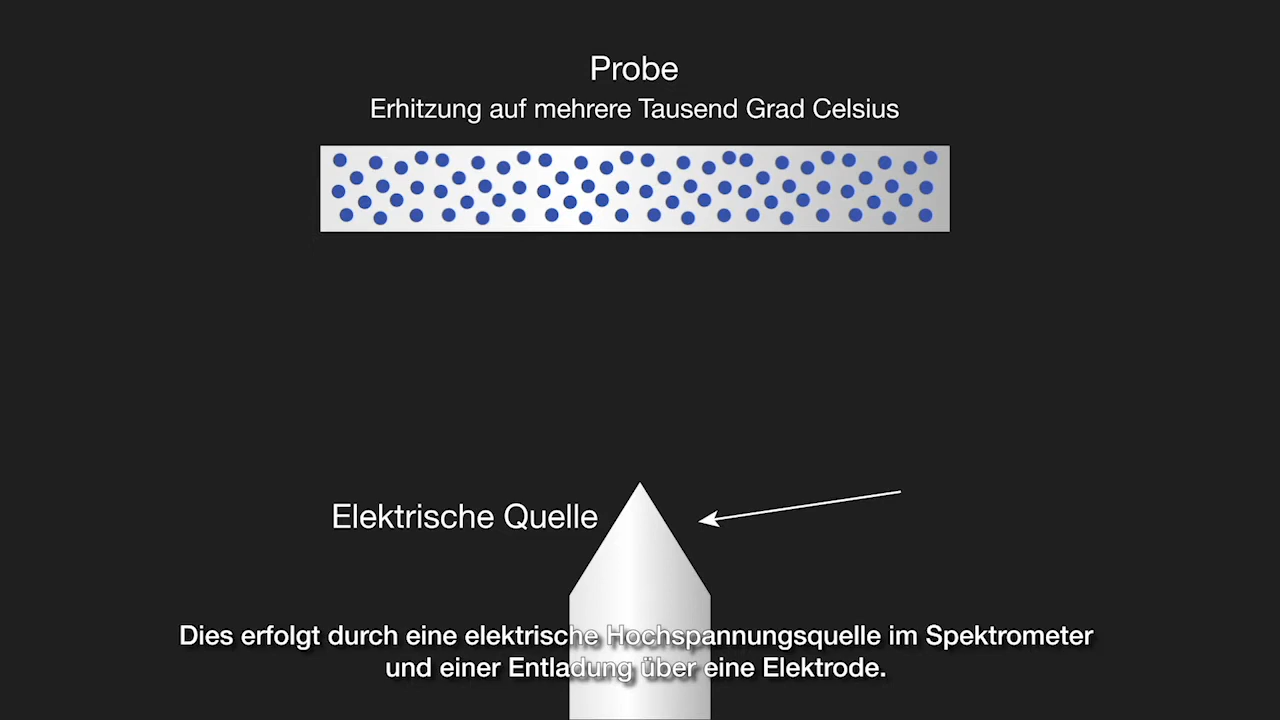 Probe
Erhitzung auf mehrere Tausend Grad Celsius
Elektrische Quelle
Dies erfolgt durch eine elektrische Hochspannungsquelle im Spektrometer
und einer Entladung über eine Elektrode.